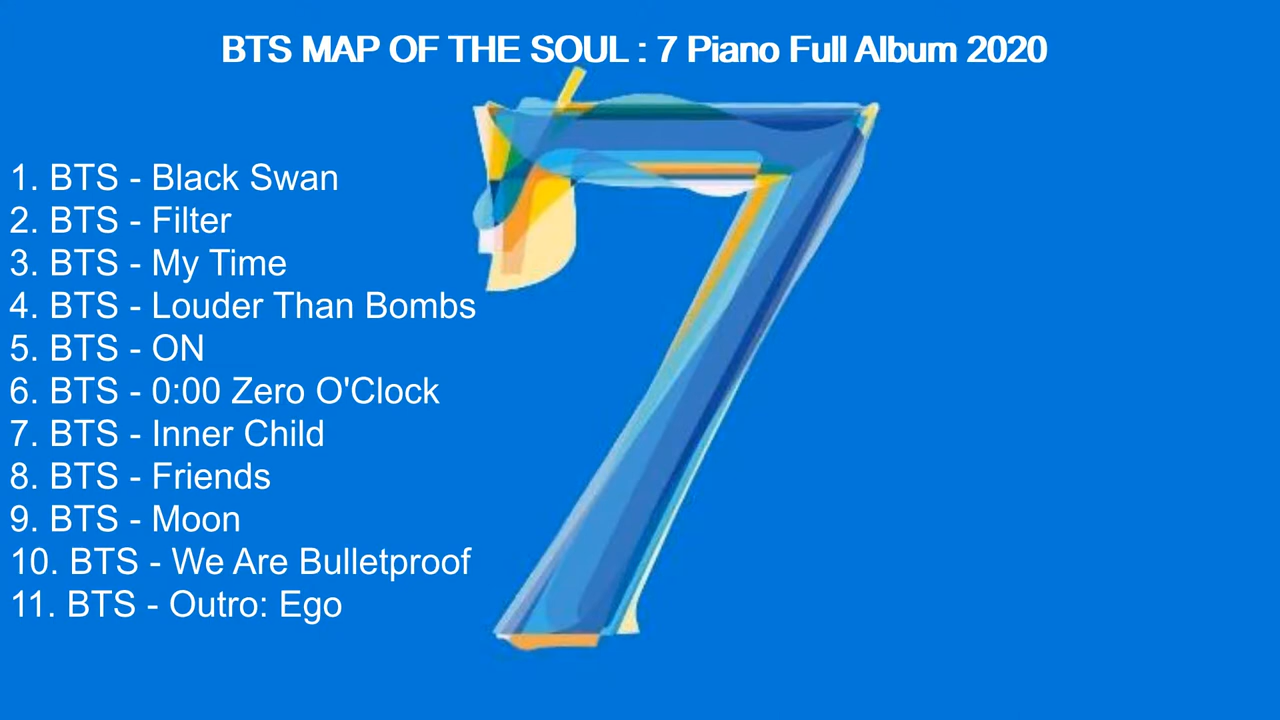 BTS MAP OF THE SOUL : 7 Piano Full Album 2020
1. BTS - Black Swan
2. BTS - Filter
3. BTS - My Time
4. BTS - Louder Than Bombs
5. BTS - ON
6. BTS - 0:00 Zero O'Clock
7. BTS - Inner Child
8. BTS - Friends
9. BTS - Moon
10. BTS - We Are Bulletproof
11. BTS - Outro: Ego
7